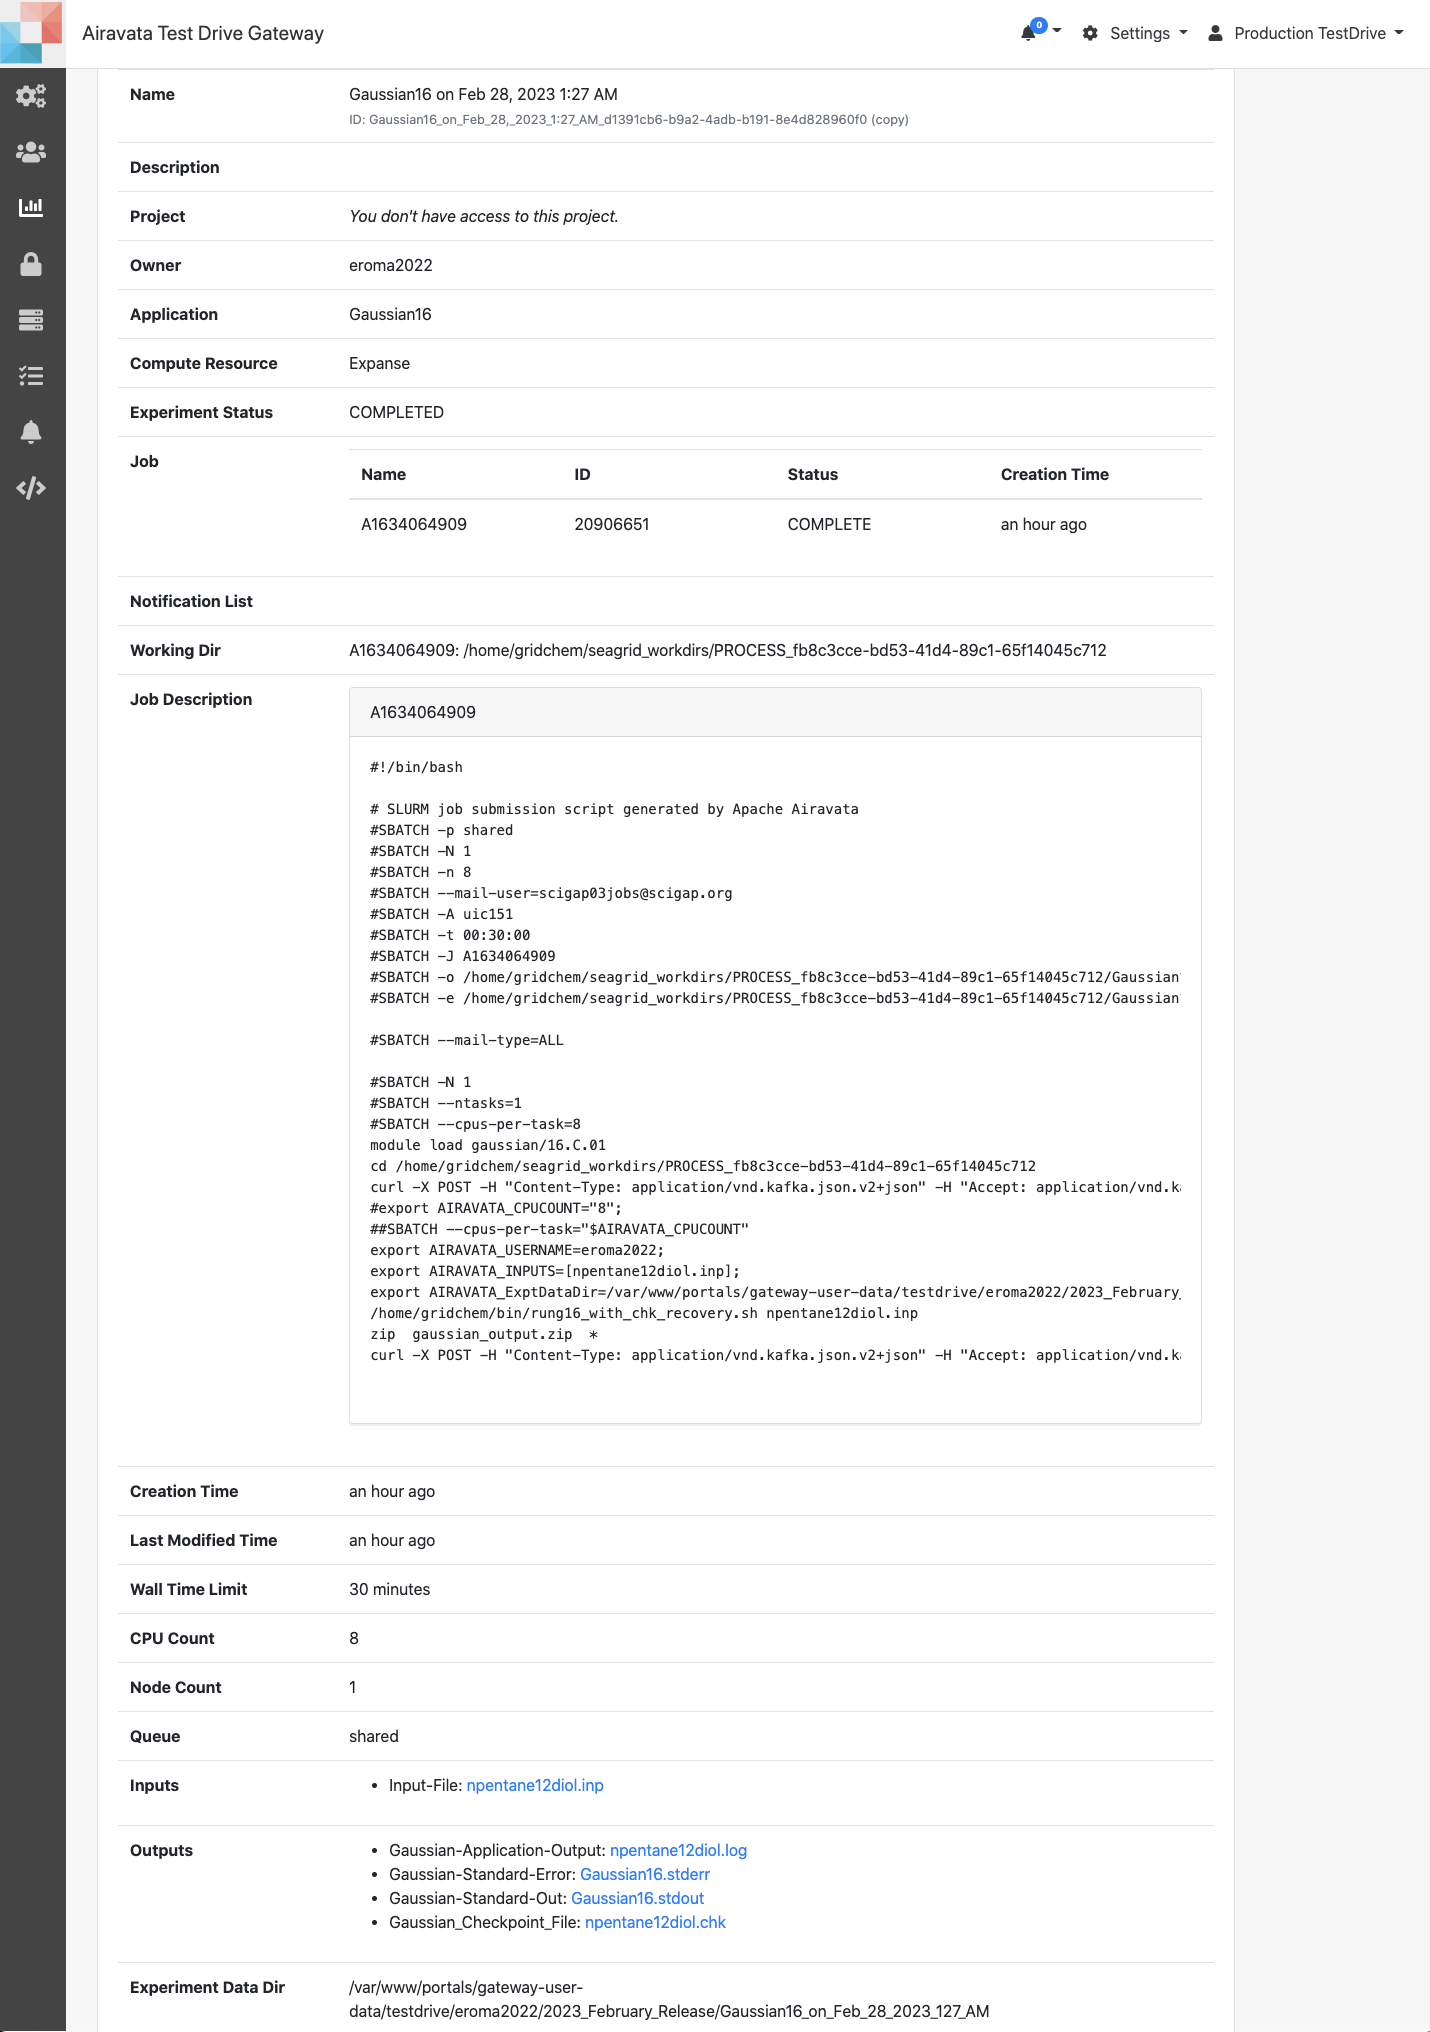 Airavata Test Drive Gateway
0
Settings
Production TestDrive
Name
Gaussian16 on Feb 28, 2023 1:27 AM
ID: Gaussian16_on_Feb_28,_2023_1:27_AM_d1391cb6-b9a2-4adb-b191-8e4d828960f0 (copy)
Description
Project
You don't have access to this project.
Owner
eroma2022
Application
Gaussian16
Compute Resource
Expanse
Experiment Status
COMPLETED
Job
Name ID Status Creation Time
A1634064909 20906651 COMPLETE an hour ago
Notification List
Working Dir
A1634064909: /home/gridchem/seagrid_workdirs/PROCESS_fb8c3cce-bd53-41d4-89c1-65f14045c712
Job Description
A1634064909
#!/bin/bash
# SLURM job submission script generated by Apache Airavata
#SBATCH -p shared
#SBATCH -N 1
#SBATCH -n 8
#SBATCH --mail-user=scigap03jobs@scigap.org
#SBATCH -A uic151
#SBATCH -t 00:30:00
#SBATCH -J A1634064909
#SBATCH -o /home/gridchem/seagrid_workdirs/PROCESS_fb8c3cce-bd53-41d4-89c1-65f14045c712/Gaussian
#SBATCH -e /home/gridchem/seagrid_workdirs/PROCESS_fb8c3cce-bd53-41d4-89c1-65f14045c712/Gaussian
#SBATCH --mail-type=ALL
#SBATCH -N 1
#SBATCH --ntasks=1
#SBATCH --cpus-per-task=8
module load gaussian/16.C.01
cd /home/gridchem/seagrid_workdirs/PROCESS_fb8c3cce-bd53-41d4-89c1-65f14045c712
curl -X POST -H "Content-Type: application/vnd.kafka.json.v2+json" -H "Accept: application/vnd.k
#export AIRAVATA_CPUCOUNT="8";
##SBATCH --cpus-per-task="$AIRAVATA_CPUCOUNT"
export AIRAVATA_USERNAME=eroma2022;
export AIRAVATA_INPUTS=[npentane12diol.inp];
export AIRAVATA_ExptDataDir=/var/www/portals/gateway-user-data/testdrive/eroma2022/2023_February_
/home/gridchem/bin/rung16_with_chk_recovery.sh npentane12diol.inp
zip  gaussian_output.zip  *
curl -X POST -H "Content-Type: application/vnd.kafka.json.v2+json" -H "Accept: application/vnd.k
Creation Time
an hour ago
Last Modified Time
an hour ago
Wall Time Limit
30 minutes
CPU Count
8
Node Count
1
Queue
shared
Inputs
• Input-File: npentane12diol.inp
Outputs
• Gaussian-Application-Output: npentane12diol.log
• Gaussian-Standard-Error: Gaussian16.stderr
• Gaussian-Standard-Out: Gaussian16.stdout
• Gaussian_Checkpoint_File: npentane12diol.chk
Experiment Data Dir
/var/www/portals/gateway-user-
data/testdrive/eroma2022/2023_February_Release/Gaussian16_on_Feb_28_2023_127_AM